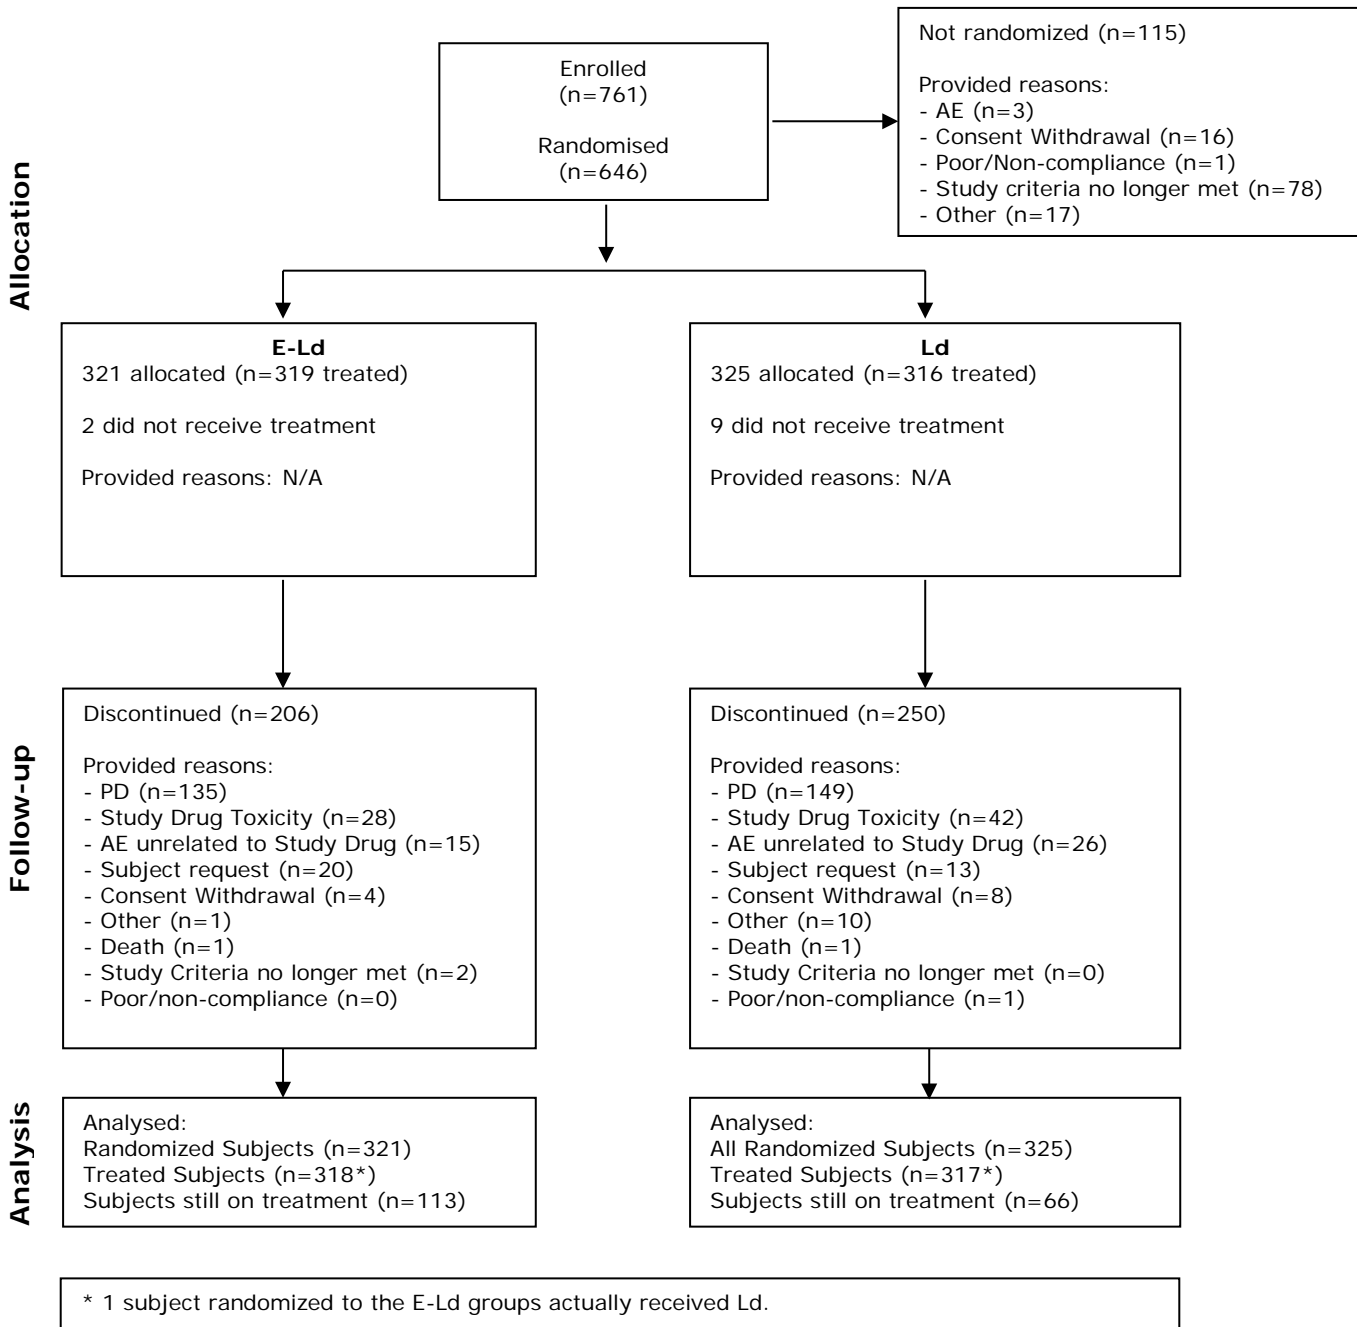 Enrolled
(n=761)
Randomised
(n=646)
Not randomized (n=115)
Provided reasons:
- AE (n=3)
- Consent Withdrawal (n=16)
- Poor/Non-compliance (n=1)
- Study criteria no longer met (n=78)
- Other (n=17)
Allocation
E-Ld
321 allocated (n=319 treated)
2 did not receive treatment
Provided reasons: N/A
Ld
325 allocated (n=316 treated)
9 did not receive treatment
Provided reasons: N/A
Follow-up
Discontinued (n=206)
Provided reasons:
- PD (n=135)
- Study Drug Toxicity (n=28)
- AE unrelated to Study Drug (n=15)
- Subject request (n=20)
- Consent Withdrawal (n=4)
- Other (n=1)
- Death (n=1)
- Study Criteria no longer met (n=2)
- Poor/non-compliance (n=0)
Discontinued (n=250)
Provided reasons:
- PD (n=149)
- Study Drug Toxicity (n=42)
- AE unrelated to Study Drug (n=26)
- Subject request (n=13)
- Consent Withdrawal (n=8)
- Other (n=10)
- Death (n=1)
- Study Criteria no longer met (n=0)
- Poor/non-compliance (n=1)
Analysis
Analysed:
Randomized Subjects (n=321)
Treated Subjects (n=318*)
Subjects still on treatment (n=113)
Analysed:
All Randomized Subjects (n=325)
Treated Subjects (n=317*)
Subjects still on treatment (n=66)
* 1 subject randomized to the E-Ld groups actually received Ld.